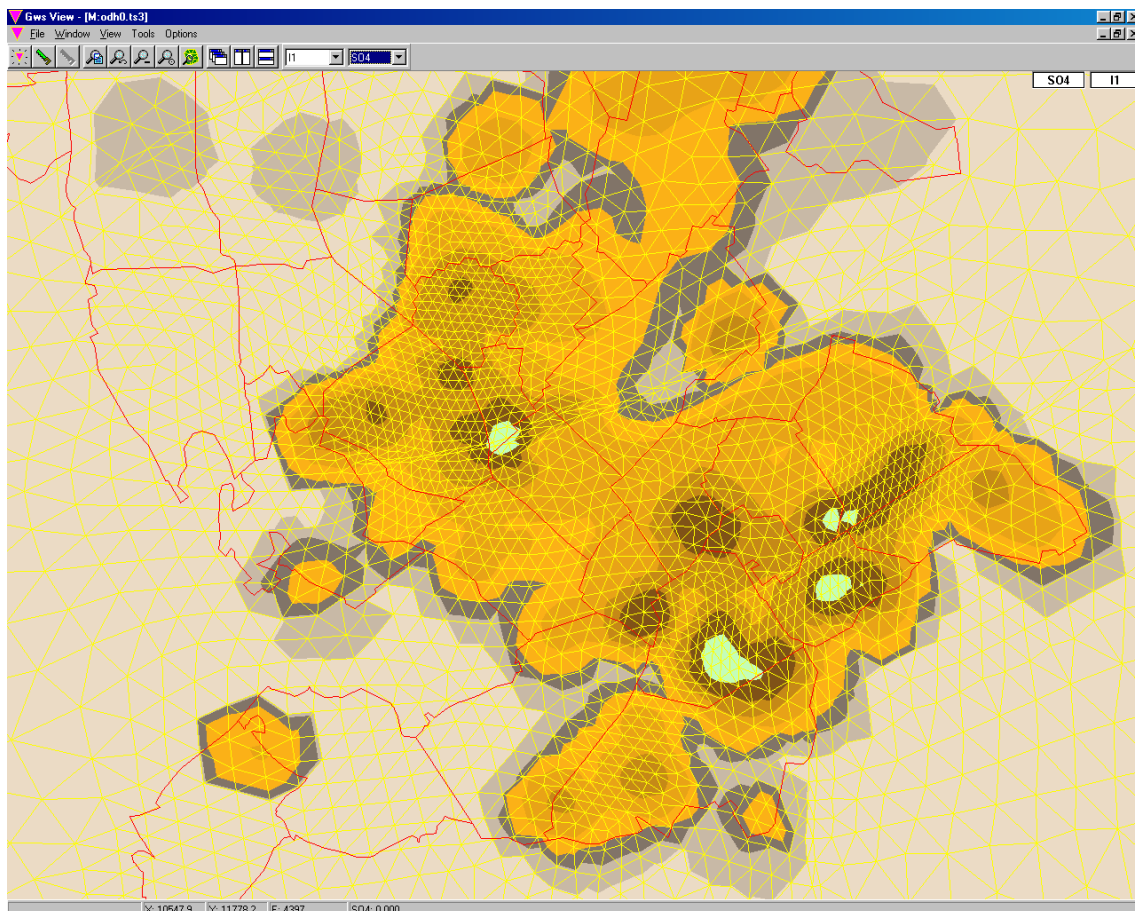 Gws View - [M:odh0.ts3]
File Window View Tools Options
I1 SO4
SO4 I1
X: 10547.9 Y: 11778.2 E: 4397 SO4: 0.000